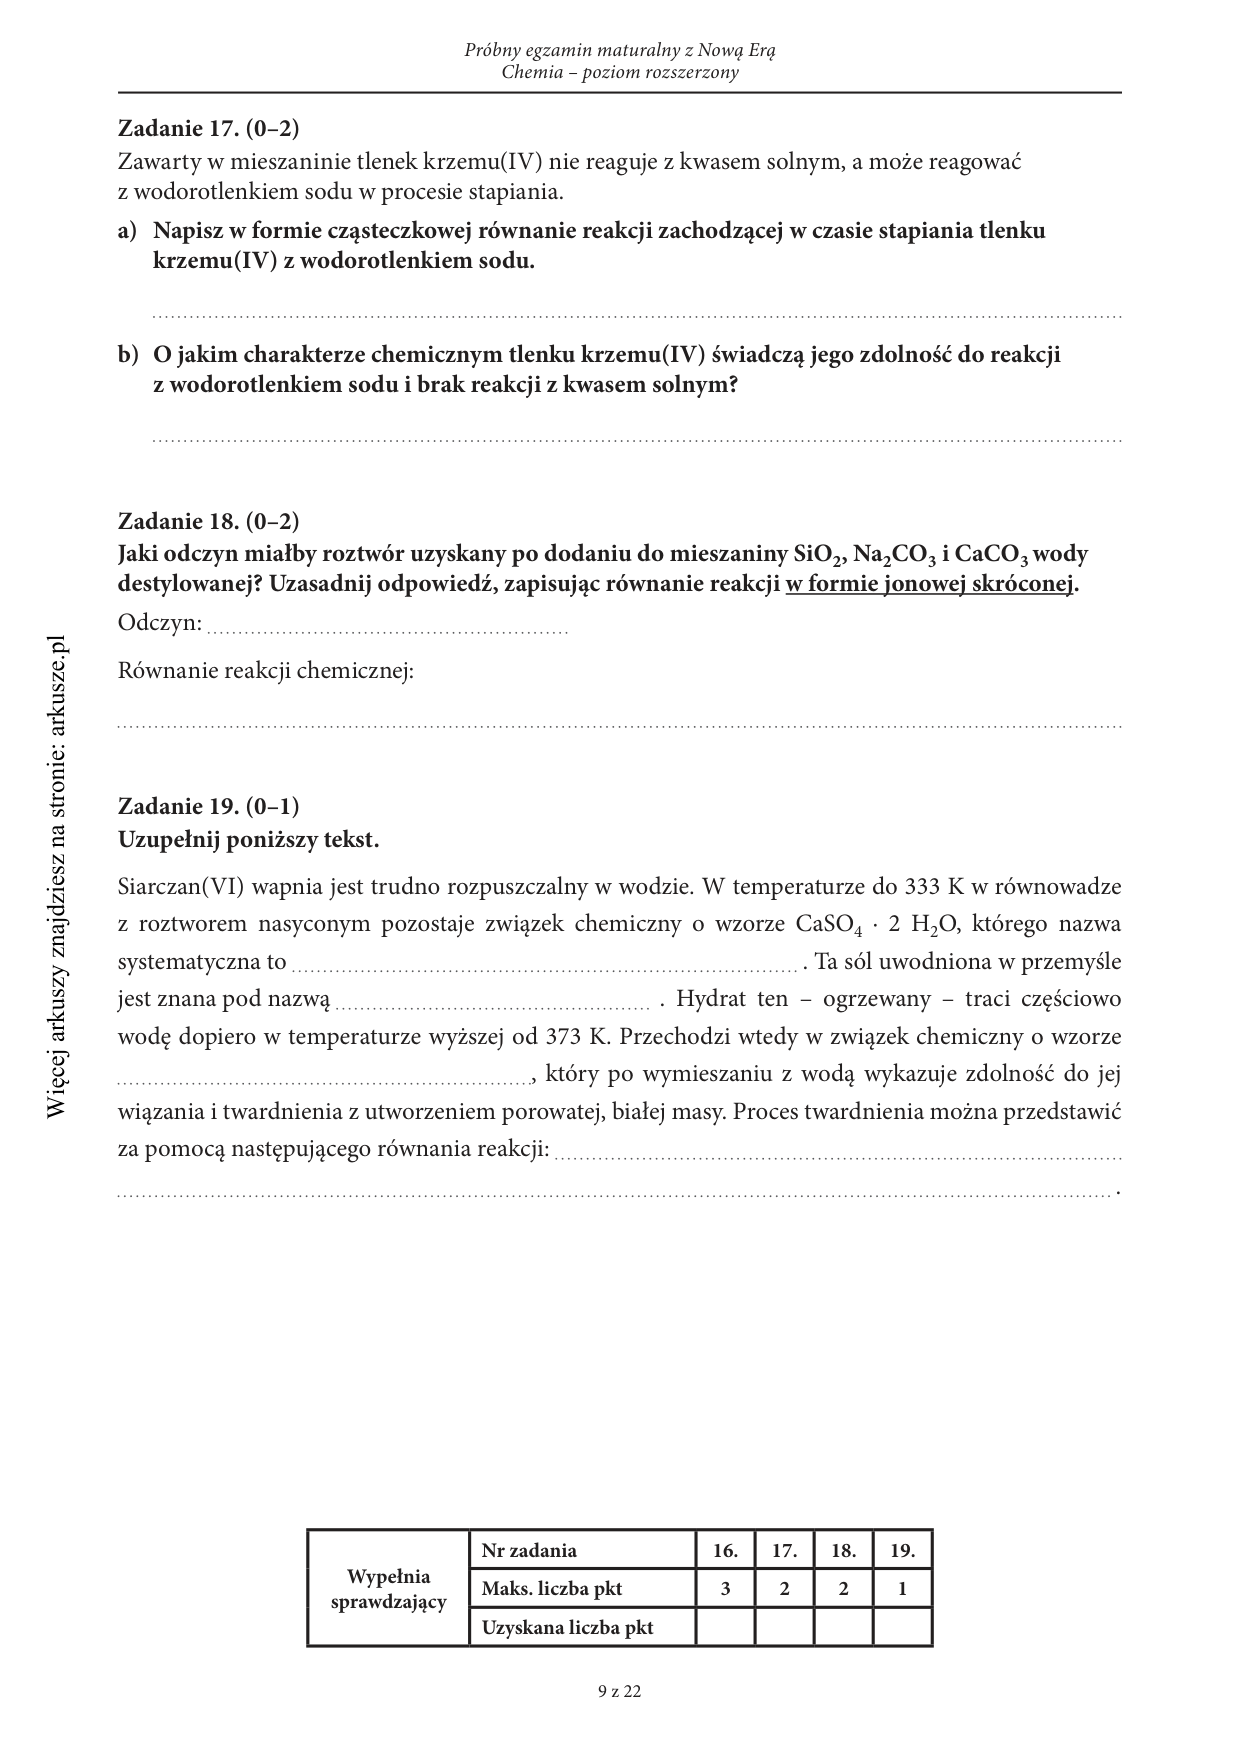 Próbny egzamin maturalny z Nową Erą
Chemia – poziom rozszerzony
Zadanie 17. (0–2)
Zawarty w mieszaninie tlenek krzemu(IV) nie reaguje z kwasem solnym, a może reagować
z wodorotlenkiem sodu w procesie stapiania.
a) Napisz w formie cząsteczkowej równanie reakcji zachodzącej w czasie stapiania tlenku
krzemu(IV) z wodorotlenkiem sodu.
b) O jakim charakterze chemicznym tlenku krzemu(IV) świadczą jego zdolność do reakcji
z wodorotlenkiem sodu i brak reakcji z kwasem solnym?
Zadanie 18. (0–2)
Jaki odczyn miałby roztwór uzyskany po dodaniu do mieszaniny SiO₂, Na₂CO₃ i CaCO₃ wody
destylowanej? Uzasadnij odpowiedź, zapisując równanie reakcji w formie jonowej skróconej.
Odczyn:
Równanie reakcji chemicznej:
Zadanie 19. (0–1)
Uzupełnij poniższy tekst.
Siarczan(VI) wapnia jest trudno rozpuszczalny w wodzie. W temperaturze do 333 K w równowadze
z roztworem nasyconym pozostaje związek chemiczny o wzorze CaSO₄ · 2 H₂O, którego nazwa
systematyczna to . Ta sól uwodniona w przemyśle
jest znana pod nazwą . Hydrat ten – ogrzewany – traci częściowo
wodę dopiero w temperaturze wyższej od 373 K. Przechodzi wtedy w związek chemiczny o wzorze
, który po wymieszaniu z wodą wykazuje zdolność do jej
wiązania i twardnienia z utworzeniem porowatej, białej masy. Proces twardnienia można przedstawić
za pomocą następującego równania reakcji:
.
Wypełnia
sprawdzający
Nr zadania 16. 17. 18. 19.
Maks. liczba pkt 3 2 2 1
Uzyskana liczba pkt
9 z 22
Więcej arkuszy znajdziesz na stronie: arkusze.pl